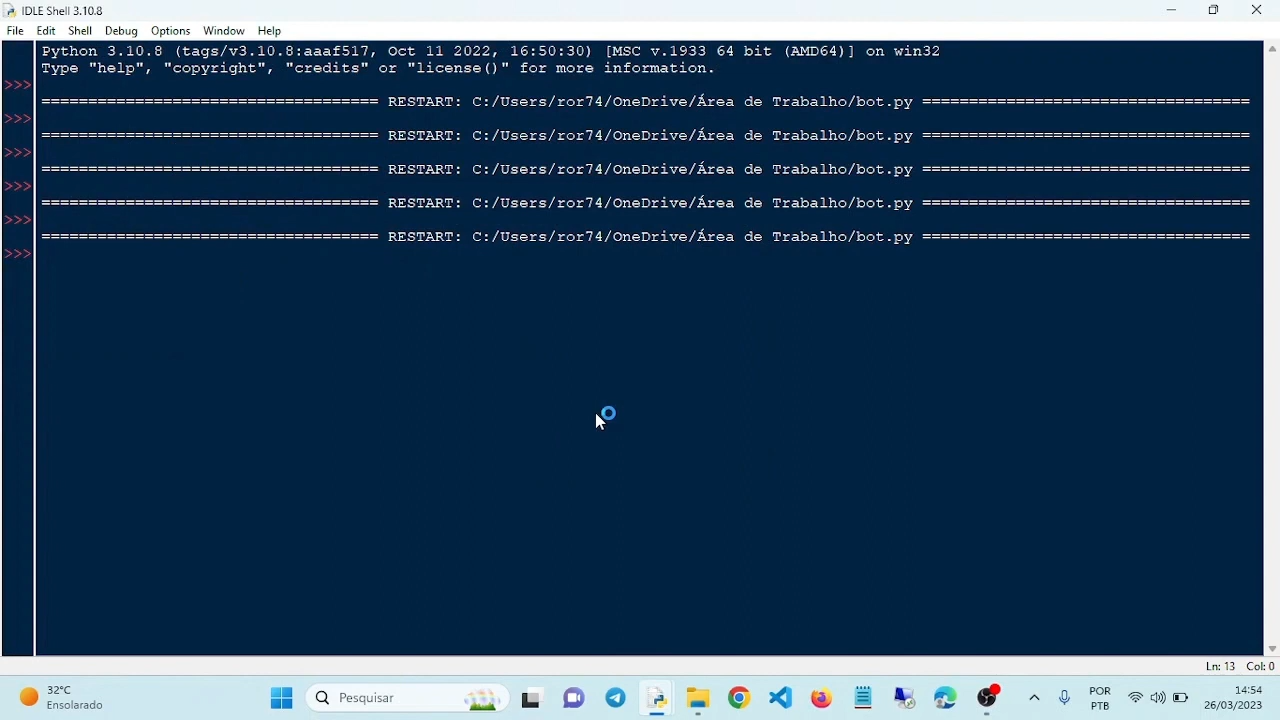 IDLE Shell 3.10.8
File Edit Shell Debug Options Window Help
Python 3.10.8 (tags/v3.10.8:aaaf517, Oct 11 2022, 16:50:30) [MSC v.1933 64 bit (AMD64)] on win32
Type "help", "copyright", "credits" or "license()" for more information.
>>>
==================================== RESTART: C:/Users/ror74/OneDrive/Área de Trabalho/bot.py ===================================
>>>
==================================== RESTART: C:/Users/ror74/OneDrive/Área de Trabalho/bot.py ===================================
>>>
==================================== RESTART: C:/Users/ror74/OneDrive/Área de Trabalho/bot.py ===================================
>>>
==================================== RESTART: C:/Users/ror74/OneDrive/Área de Trabalho/bot.py ===================================
>>>
==================================== RESTART: C:/Users/ror74/OneDrive/Área de Trabalho/bot.py ===================================
>>>
Ln: 13 Col: 0
32°C
Ensolarado
Pesquisar
POR
PTB
14:54
26/03/2023